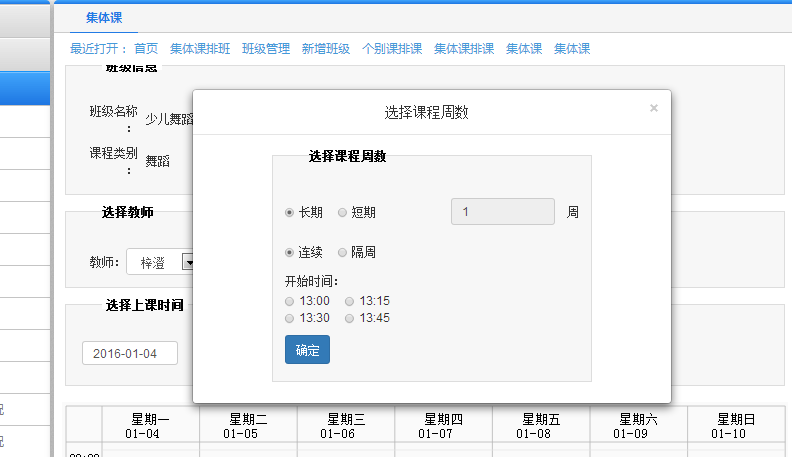 集体课
最近打开： 首页 集体课排班 班级管理 新增班级 个别课排课 集体课排课 集体课 集体课
班级信息
班级名称：
少儿舞蹈
课程类别：
舞蹈
选择教师
教师： 梓澄
选择上课时间
2016-01-04
选择课程周数 ×
选择课程周数
长期 短期 1 周
连续 隔周
开始时间：
13:00 13:15
13:30 13:45
确定
星期一 星期二 星期三 星期四 星期五 星期六 星期日
01-04 01-05 01-06 01-07 01-08 01-09 01-10